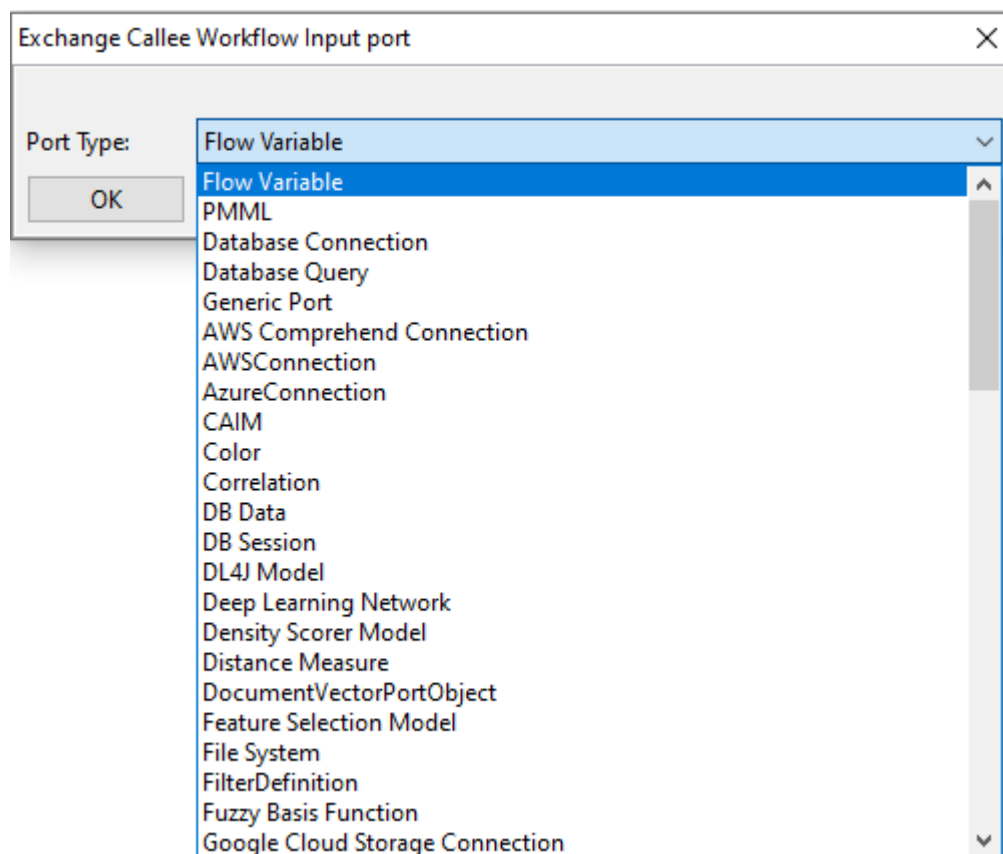 Exchange Callee Workflow Input port
Port Type:
Flow Variable
OK
Flow Variable
PMML
Database Connection
Database Query
Generic Port
AWS Comprehend Connection
AWSConnection
AzureConnection
CAIM
Color
Correlation
DB Data
DB Session
DL4J Model
Deep Learning Network
Density Scorer Model
Distance Measure
DocumentVectorPortObject
Feature Selection Model
File System
FilterDefinition
Fuzzy Basis Function
Google Cloud Storage Connection